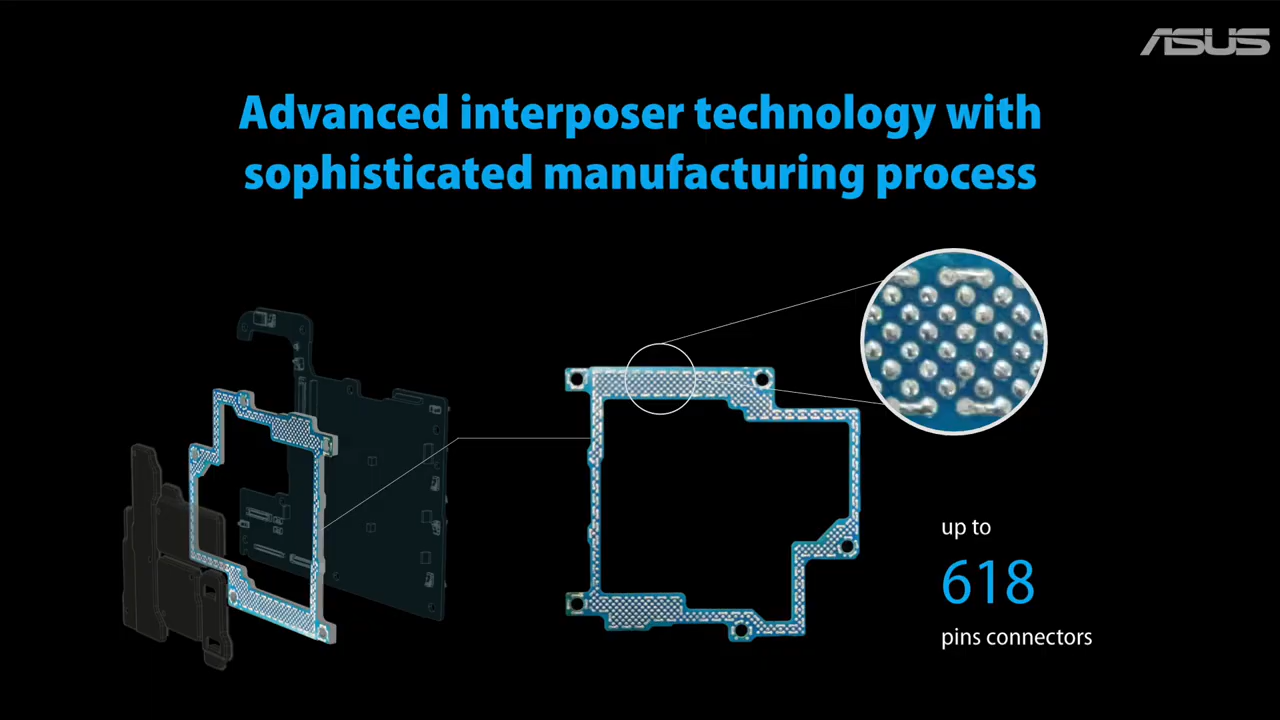 ASUS
Advanced interposer technology with
sophisticated manufacturing process
up to
618
pins connectors